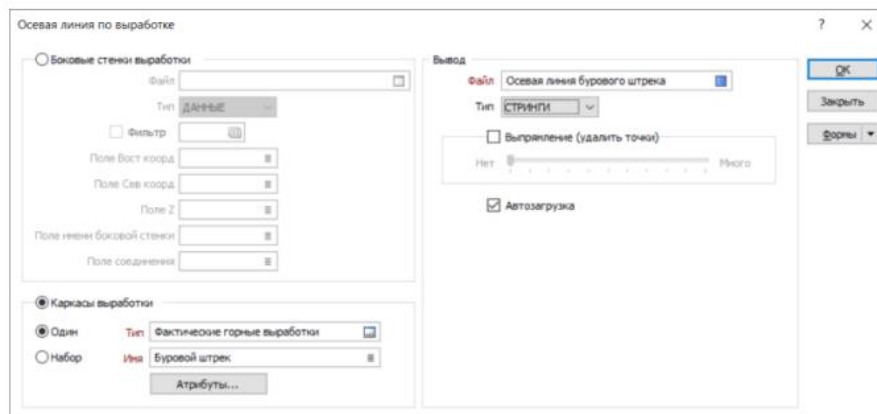 Осевая линия по выработке
? ×
Боковые стенки выработки
Файл
Тип ДАННЫЕ
Фильтр
Поле Вост коорд
Поле Сев коорд
Поле Z
Поле имени боковой стенки
Поле соединения
Каркасы выработки
Один Тип Фактические горные выработки
Набор Имя Буровой штрек
Атрибуты...
Вывод
Файл Осевая линия бурового штрека
Тип СТРИНГИ
Выпрямление (удалить точки)
Нет Много
Автозагрузка
OK
Закрыть
Формы